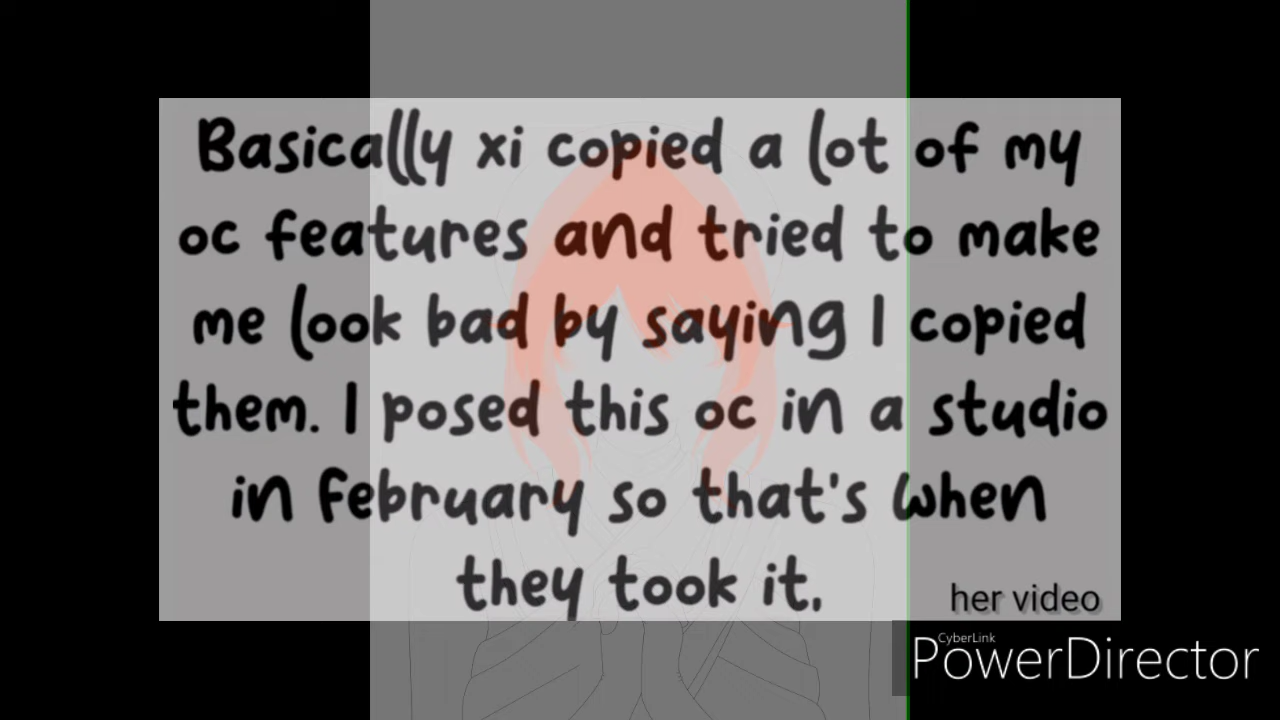 Basically xi copied a lot of my
oc features and tried to make
me look bad by saying I copied
them. I posed this oc in a studio
in february so that's when
they took it,
her video
CyberLink
PowerDirector